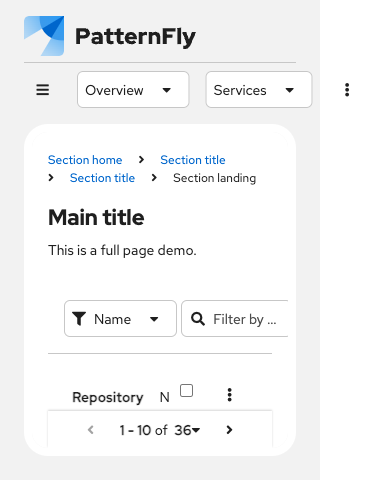 PatternFly
Overview Services
Section home Section title
Section title Section landing
Main title
This is a full page demo.
Name Filter by ...
Repository N
1 - 10 of 36